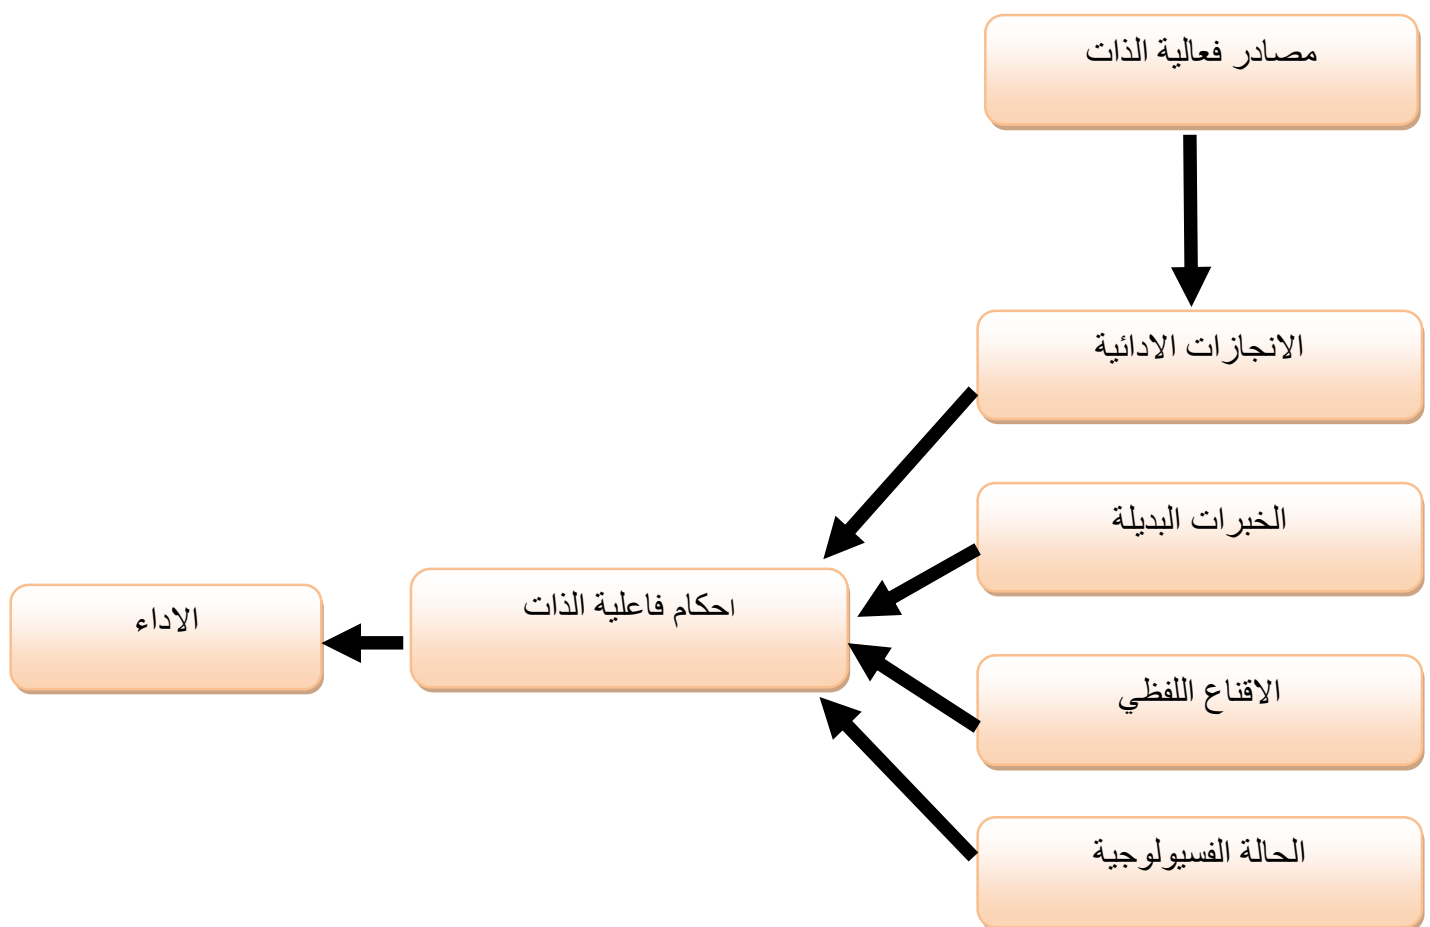 مصادر فعالية الذات
الانجازات الادائية
الخبرات البديلة
احكام فاعلية الذات
الاداء
الاقناع اللفظي
الحالة الفسيولوجية